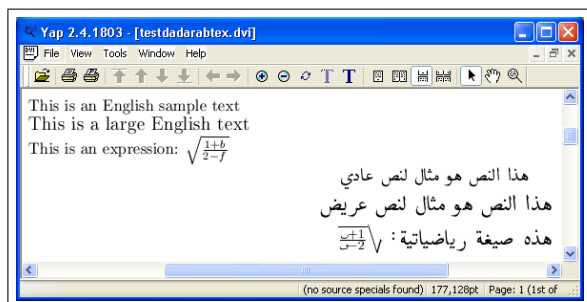 Yap 2.4.1803 - [testdadarabtex.dvi]
File View Tools Window Help
This is an English sample text
This is a large English text
This is an expression: √(1+b / 2−f)
هذا النص هو مثال لنص عادي
هذا النص هو مثال لنص عريض
هذه صيغة رياضياتية:
(no source specials found) 177,128pt Page: 1 (1st of